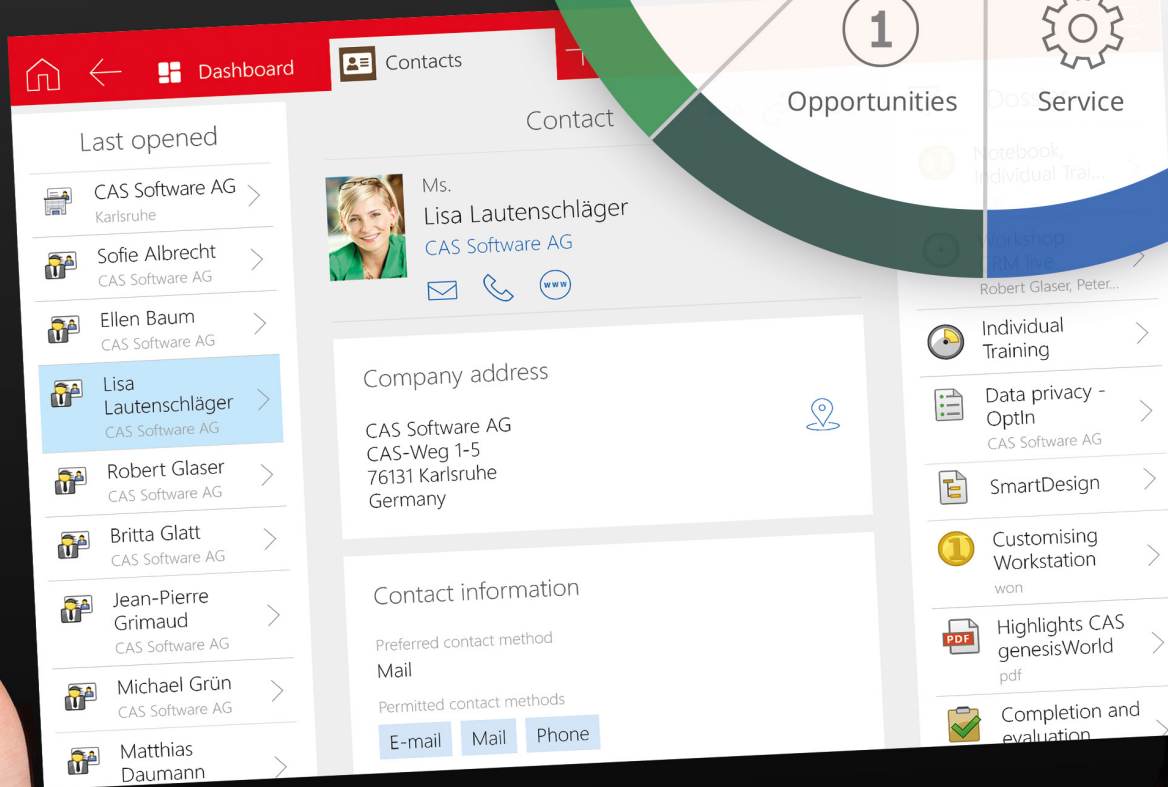 Dashboard
Contacts
Last opened
CAS Software AG
Karlsruhe
Sofie Albrecht
CAS Software AG
Ellen Baum
CAS Software AG
Lisa
Lautenschläger
CAS Software AG
Robert Glaser
CAS Software AG
Britta Glatt
CAS Software AG
Jean-Pierre
Grimaud
CAS Software AG
Michael Grün
CAS Software AG
Matthias
Daumann
Contact
Ms.
Lisa Lautenschläger
CAS Software AG
www
Company address
CAS Software AG
CAS-Weg 1-5
76131 Karlsruhe
Germany
Contact information
Preferred contact method
Mail
Permitted contact methods
E-mail Mail Phone
1
Opportunities
Service
Notebook,
Individual Trai...
Workshop
CRM live
Robert Glaser, Peter...
Individual
Training
Data privacy -
OptIn
CAS Software AG
SmartDesign
1
Customising
Workstation
won
PDF
Highlights CAS
genesisWorld
pdf
Completion and
evaluation